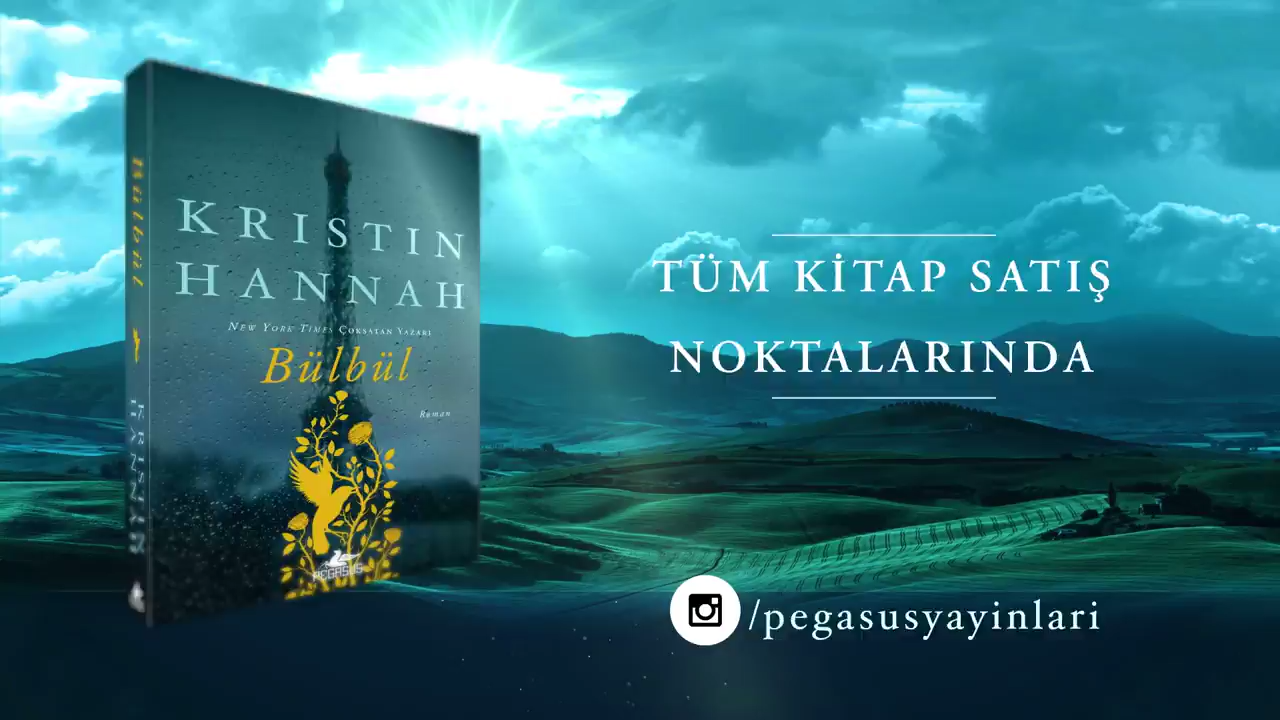 Bülbül
KRISTIN
HANNAH
KRISTIN
HANNAH
NEW YORK TIMES ÇOKSATAN YAZARI
Bülbül
Roman
PEGASUS
TÜM KİTAP SATIŞ
NOKTALARINDA
/pegasusyayinlari